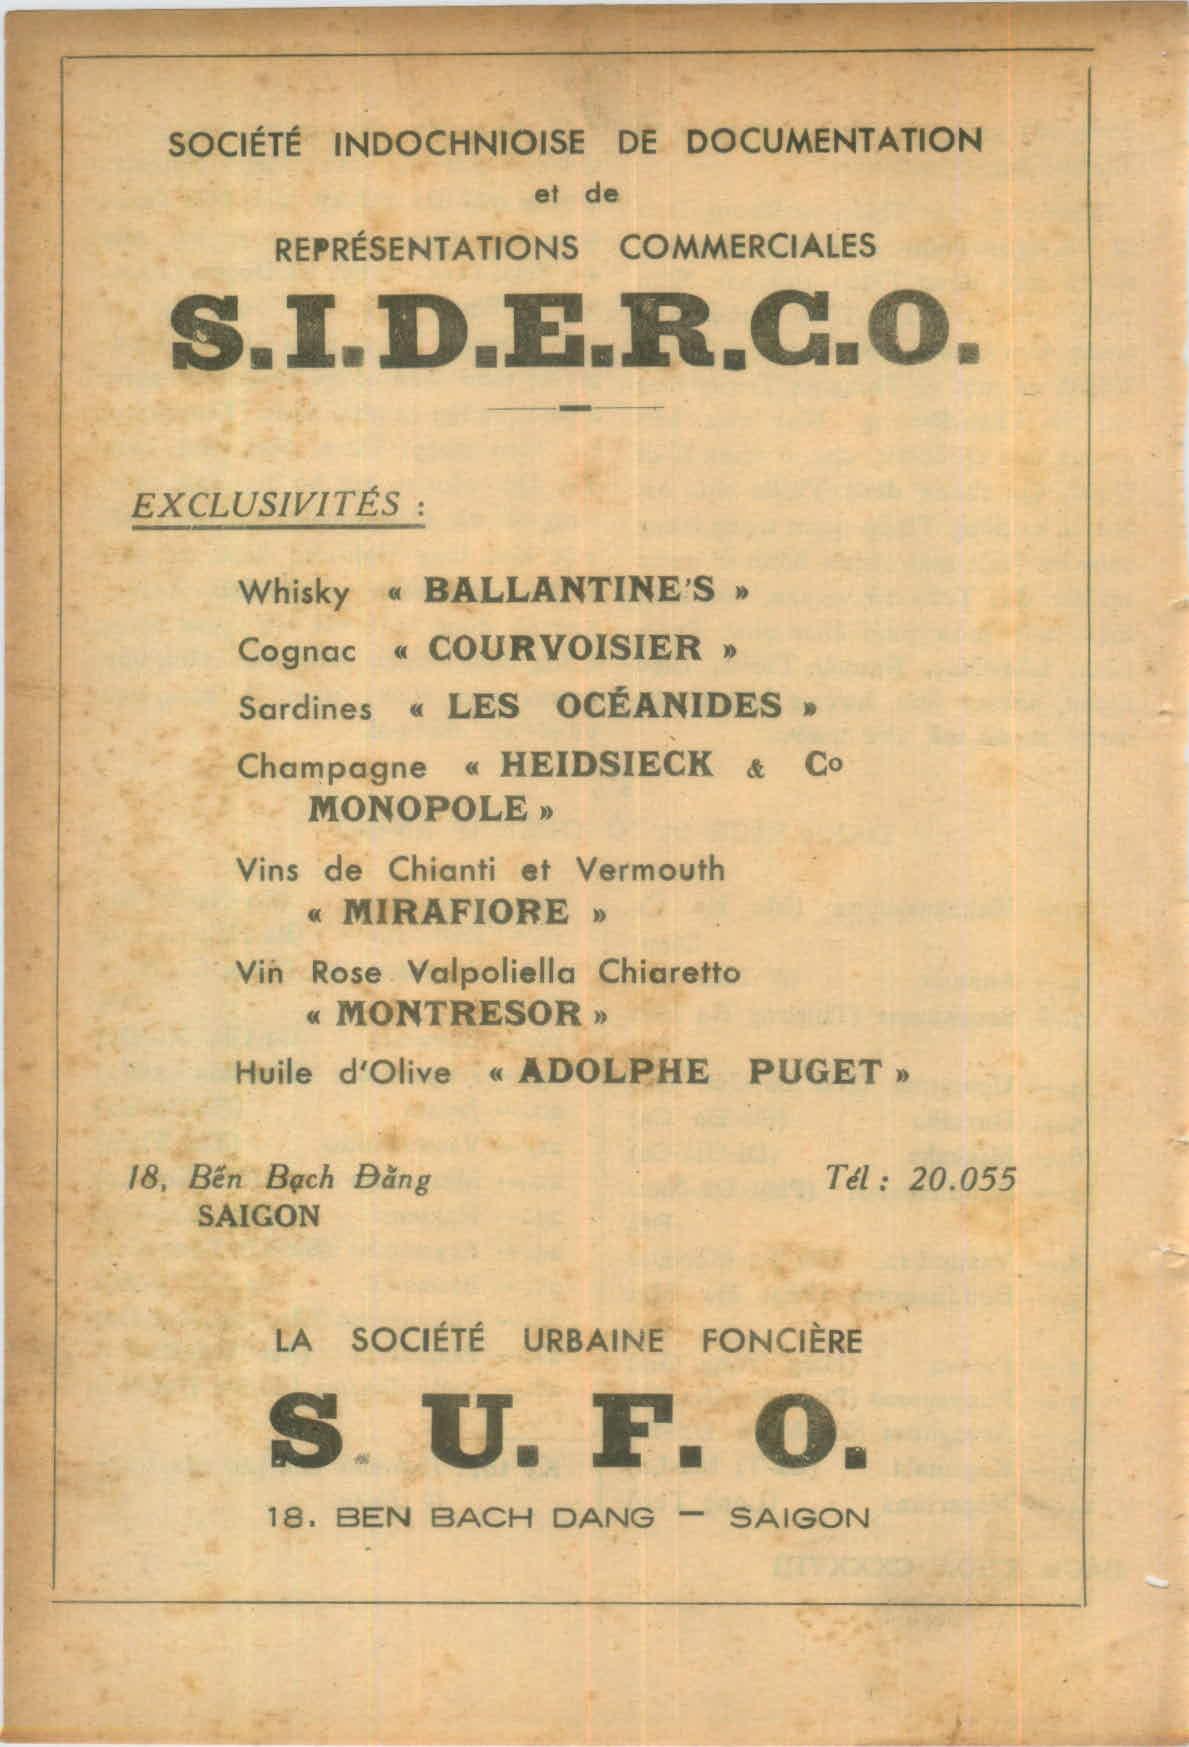 SOCIÉTÉ INDOCHNIOISE DE DOCUMENTATION
et de
REPRÉSENTATIONS COMMERCIALES
S.I.D.E.R.C.O.
EXCLUSIVITÉS :
Whisky « BALLANTINE'S »
Cognac « COURVOISIER »
Sardines « LES OCÉANIDES »
Champagne « HEIDSIECK & Co
MONOPOLE »
Vins de Chianti et Vermouth
« MIRAFIORE »
Vin Rose Valpoliella Chiaretto
« MONTRESOR »
Huile d'Olive « ADOLPHE PUGET »
18, Bến Bạch Đằng Tél : 20.055
SAIGON
LA SOCIÉTÉ URBAINE FONCIÈRE
S. U. F. O.
18. BEN BACH DANG — SAIGON